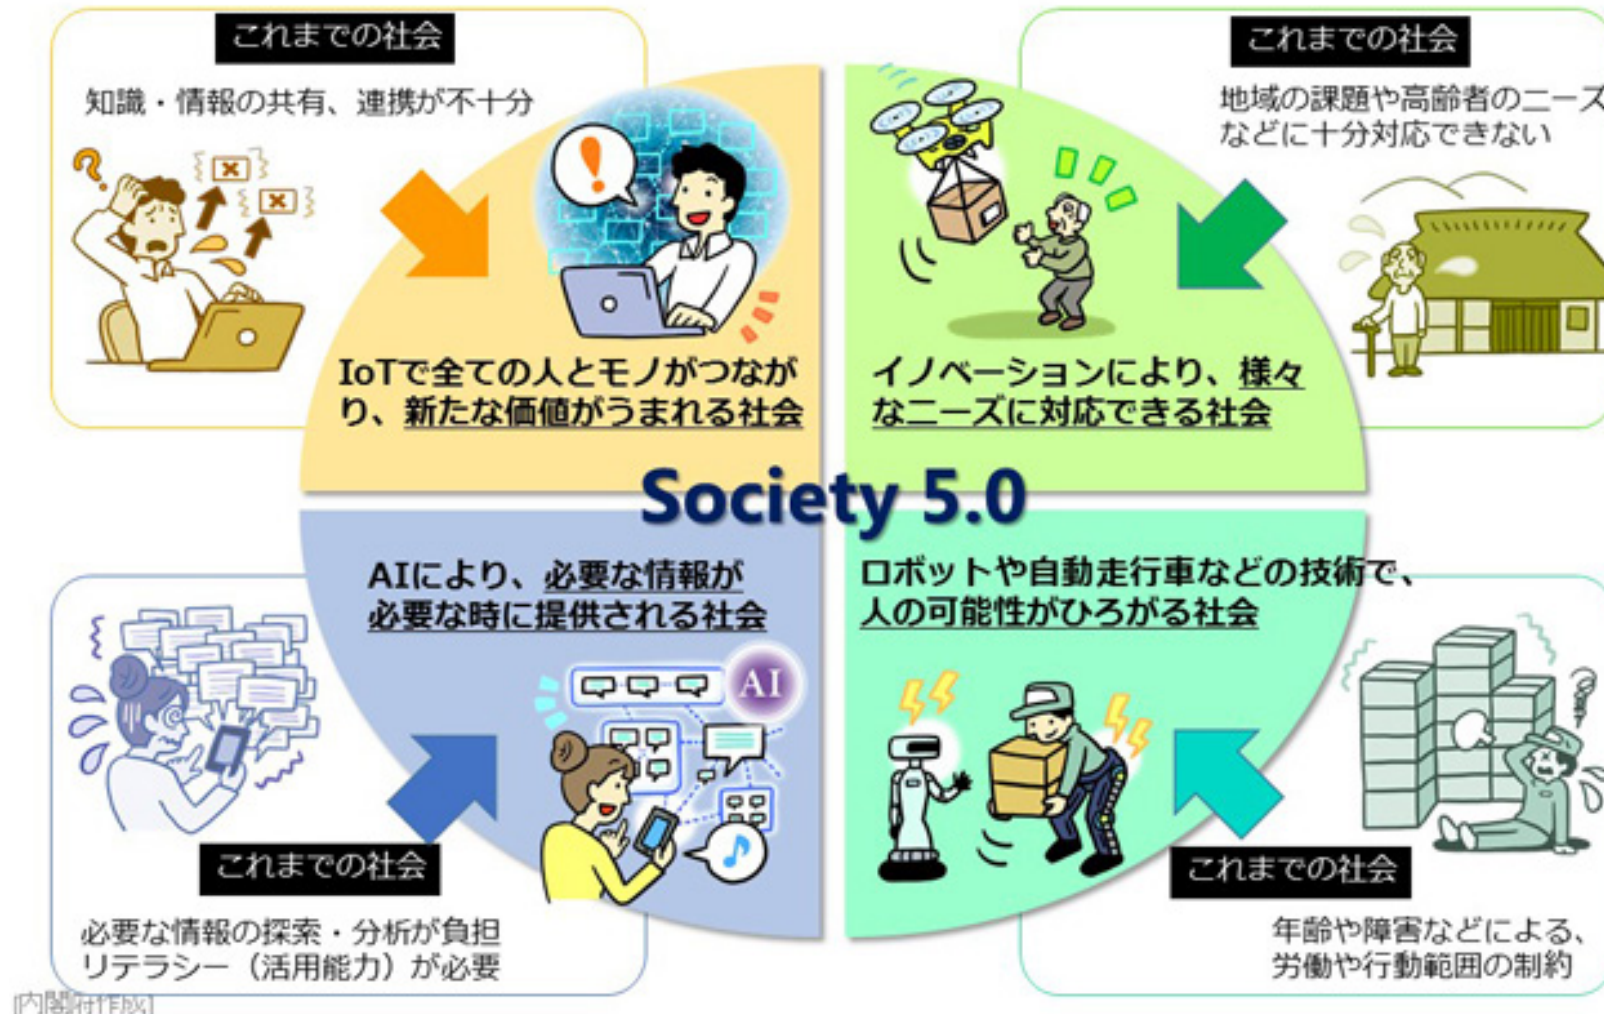 これまでの社会
知識・情報の共有、連携が不十分
IoTで全ての人とモノがつなが
り、新たな価値がうまれる社会
これまでの社会
地域の課題や高齢者のニーズ
などに十分対応できない
イノベーションにより、様々
なニーズに対応できる社会
Society 5.0
AIにより、必要な情報が
必要な時に提供される社会
AI
これまでの社会
必要な情報の探索・分析が負担
リテラシー（活用能力）が必要
ロボットや自動走行車などの技術で、
人の可能性がひろがる社会
これまでの社会
年齢や障害などによる、
労働や行動範囲の制約
[内閣府作成]